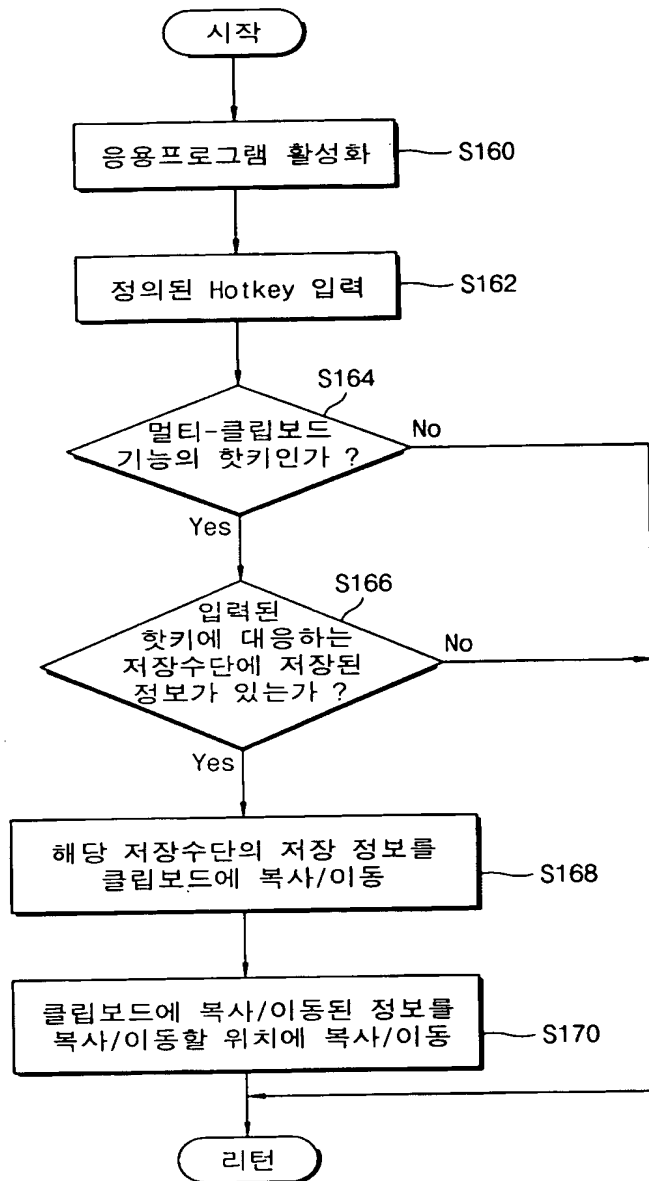 시작
응용프로그램 활성화
S160
정의된 Hotkey 입력
S162
S164
멀티-클립보드
기능의 핫키인가 ?
No
Yes
S166
입력된
핫키에 대응하는
저장수단에 저장된
정보가 있는가 ?
No
Yes
해당 저장수단의 저장 정보를
클립보드에 복사/이동
S168
클립보드에 복사/이동된 정보를
복사/이동할 위치에 복사/이동
S170
리턴